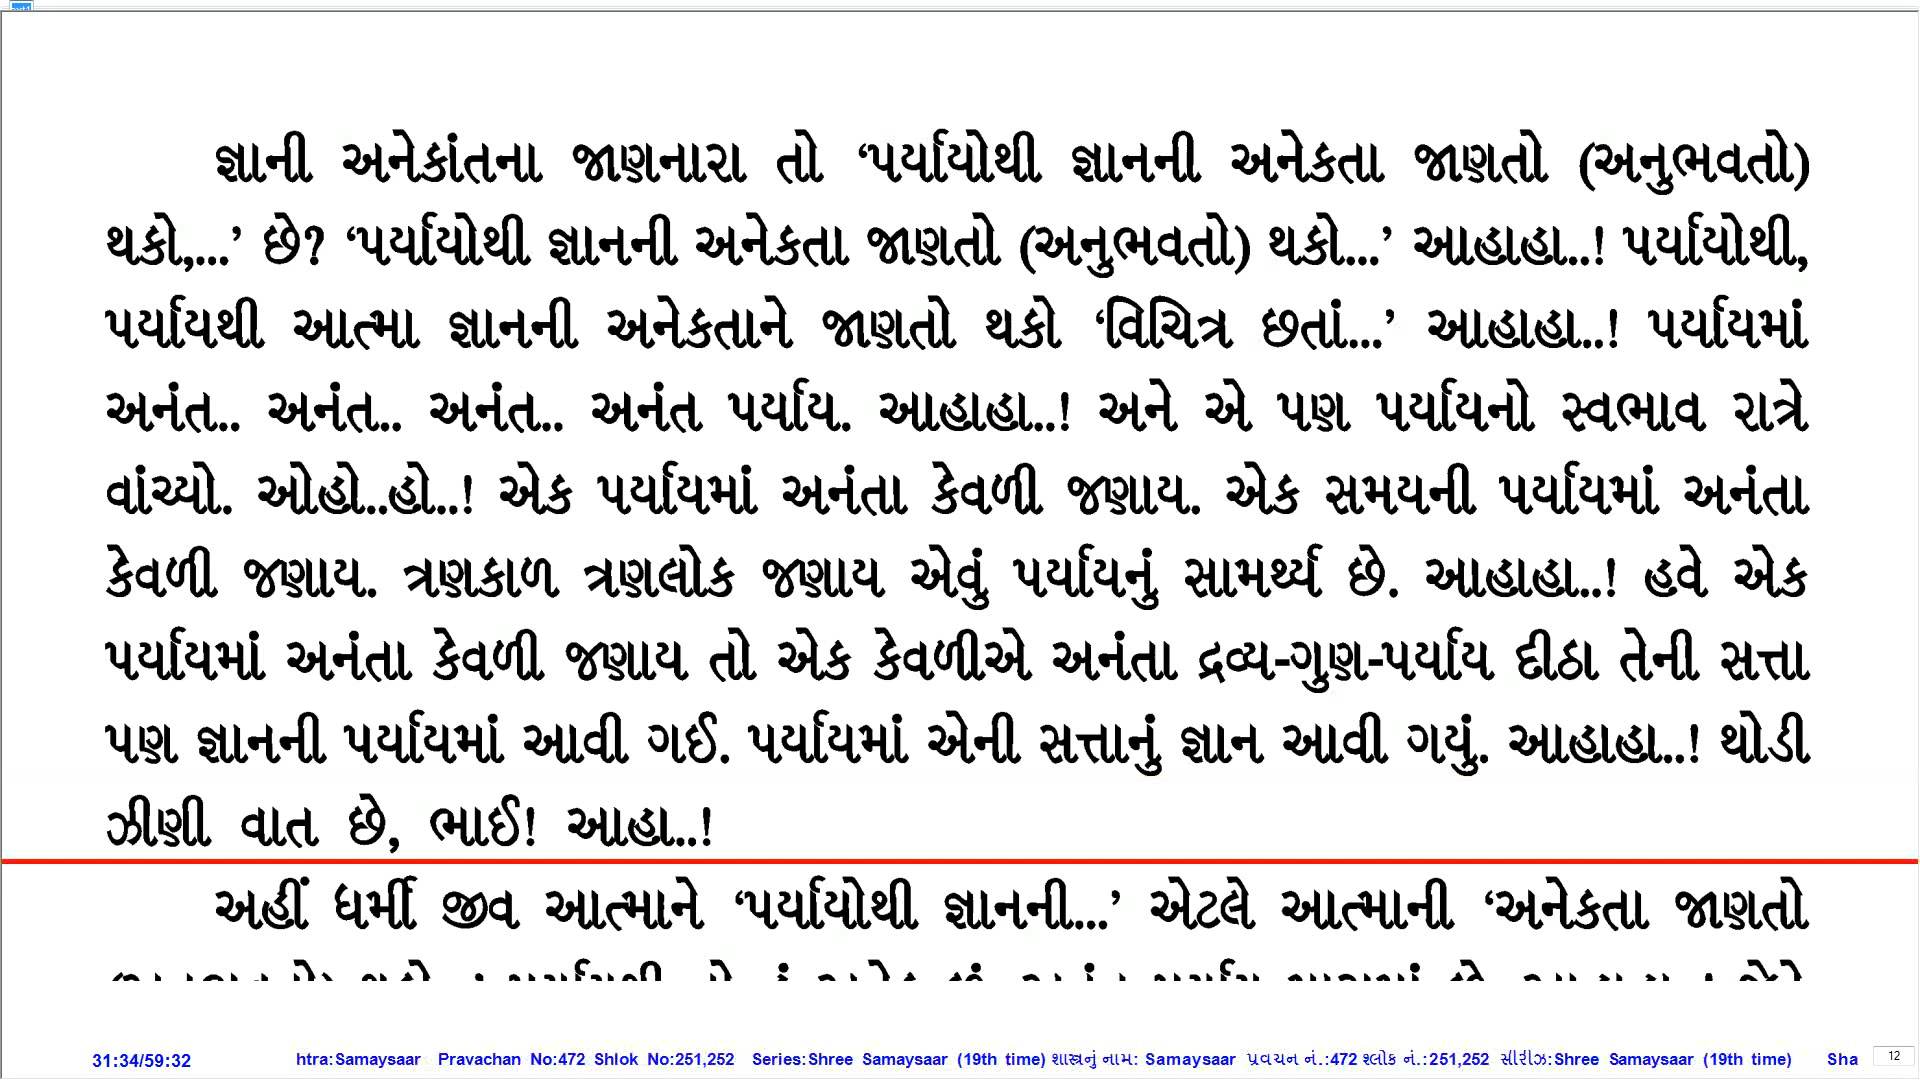 જ્ઞાની અનેકાંતના જાણનારા તો ‘પર્યાયોથી જ્ઞાનની અનેકતા જાણતો (અનુભવતો)
થકો,...’ છે? ‘પર્યાયોથી જ્ઞાનની અનેકતા જાણતો (અનુભવતો) થકો...’ આહાહા..! પર્યાયોથી,
પર્યાયથી આત્મા જ્ઞાનની અનેકતાને જાણતો થકો ‘વિચિત્ર છતાં...’ આહાહા..! પર્યાયમાં
અનંત.. અનંત.. અનંત.. અનંત પર્યાય. આહાહા..! અને એ પણ પર્યાયનો સ્વભાવ રાત્રે
વાંચ્યો. ઓહો..હો..! એક પર્યાયમાં અનંતા કેવળી જણાય. એક સમયની પર્યાયમાં અનંતા
કેવળી જણાય. ત્રણકાળ ત્રણલોક જણાય એવું પર્યાયનું સામર્થ્ય છે. આહાહા..! હવે એક
પર્યાયમાં અનંતા કેવળી જણાય તો એક કેવળીએ અનંતા દ્રવ્ય-ગુણ-પર્યાય દીઠા તેની સત્તા
પણ જ્ઞાનની પર્યાયમાં આવી ગઈ. પર્યાયમાં એની સત્તાનું જ્ઞાન આવી ગયું. આહાહા..! થોડી
ઝીણી વાત છે, ભાઈ! આહા..!
અહીં ધર્મી જીવ આત્માને ‘પર્યાયોથી જ્ઞાનની...’ એટલે આત્માની ‘અનેકતા જાણતો
31:34/59:32 htra:Samaysaar Pravachan No:472 Shlok No:251,252 Series:Shree Samaysaar (19th time) શાસ્ત્રનું નામ: Samaysaar પ્રવચન નં.:472 શ્લોક નં.:251,252 સીરીઝ:Shree Samaysaar (19th time) Sha 12